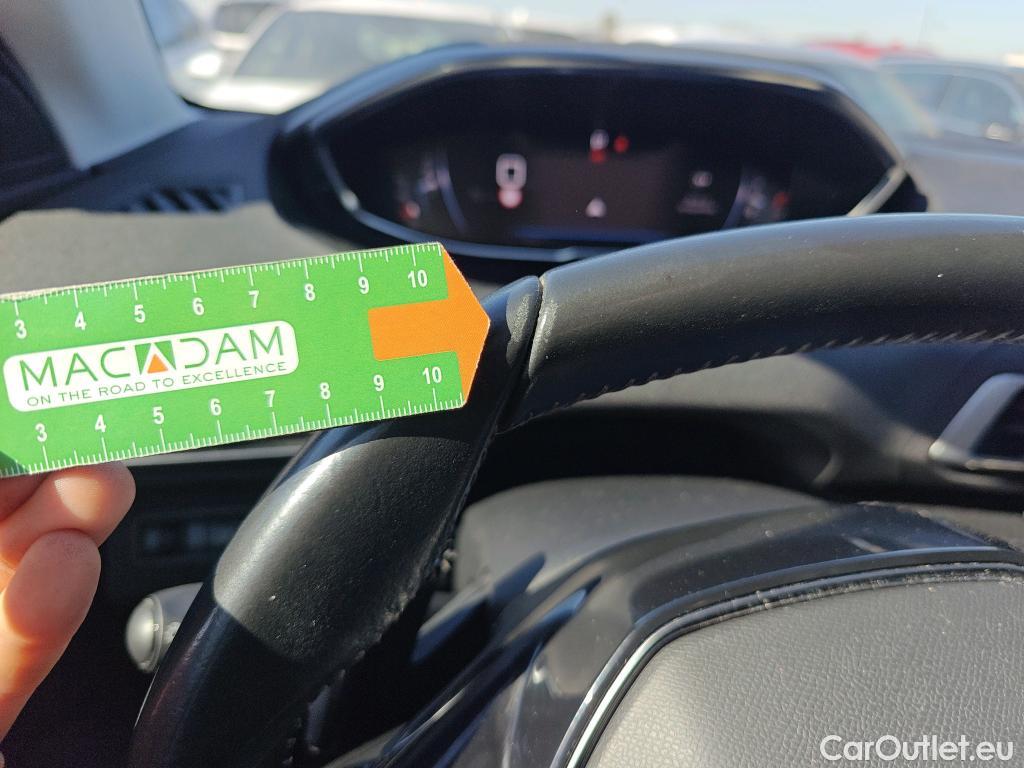 3 4 5 6 7 8 9 10
MACADAM
ON THE ROAD TO EXCELLENCE
3 4 5 6 7 8 9 10
CarOutlet.eu